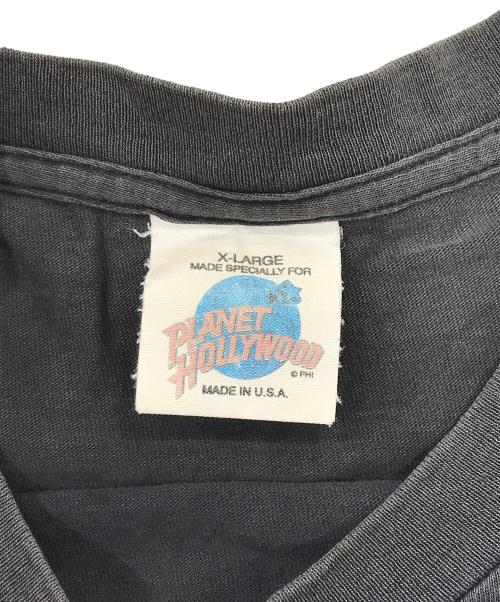 X-LARGE
MADE SPECIALLY FOR
PLANET
HOLLYWOOD
© PHI
MADE IN U.S.A.